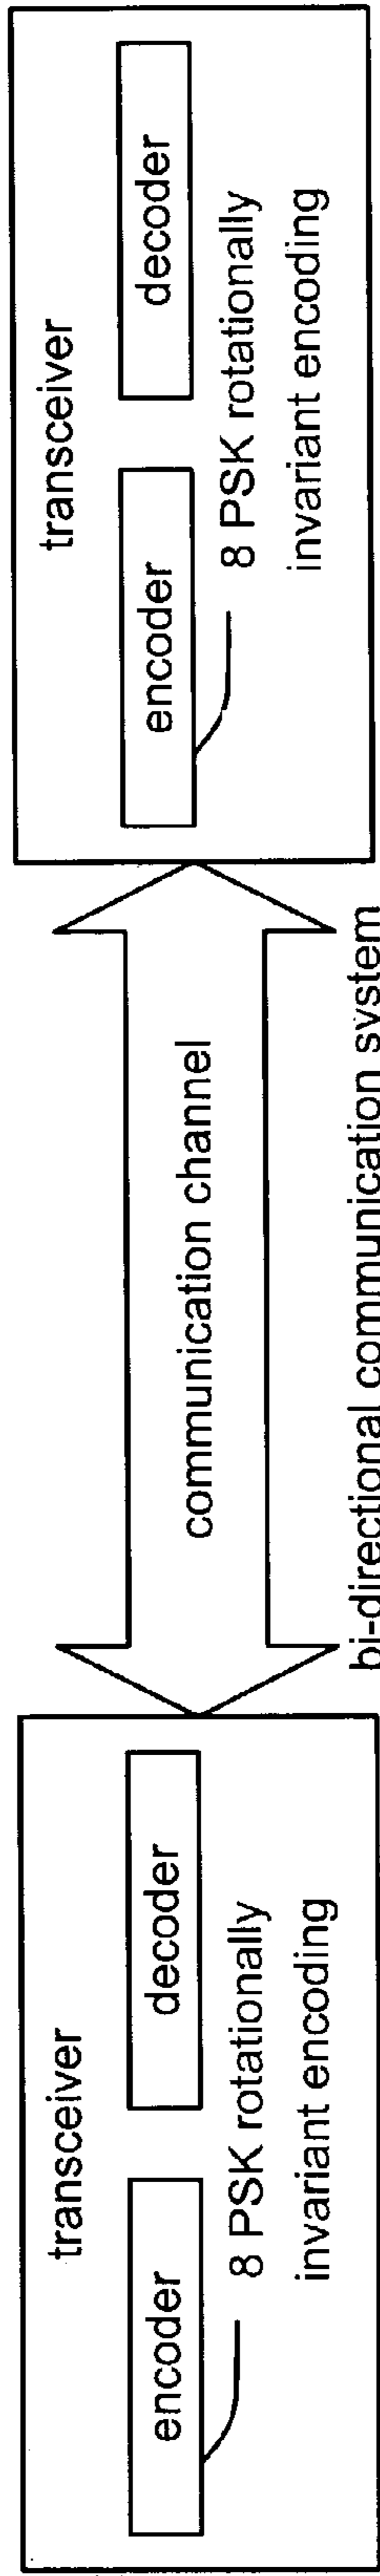 transceiver
encoder
decoder
8 PSK rotationally
invariant encoding
communication channel
bi-directional communication system
transceiver
encoder
decoder
8 PSK rotationally
invariant encoding